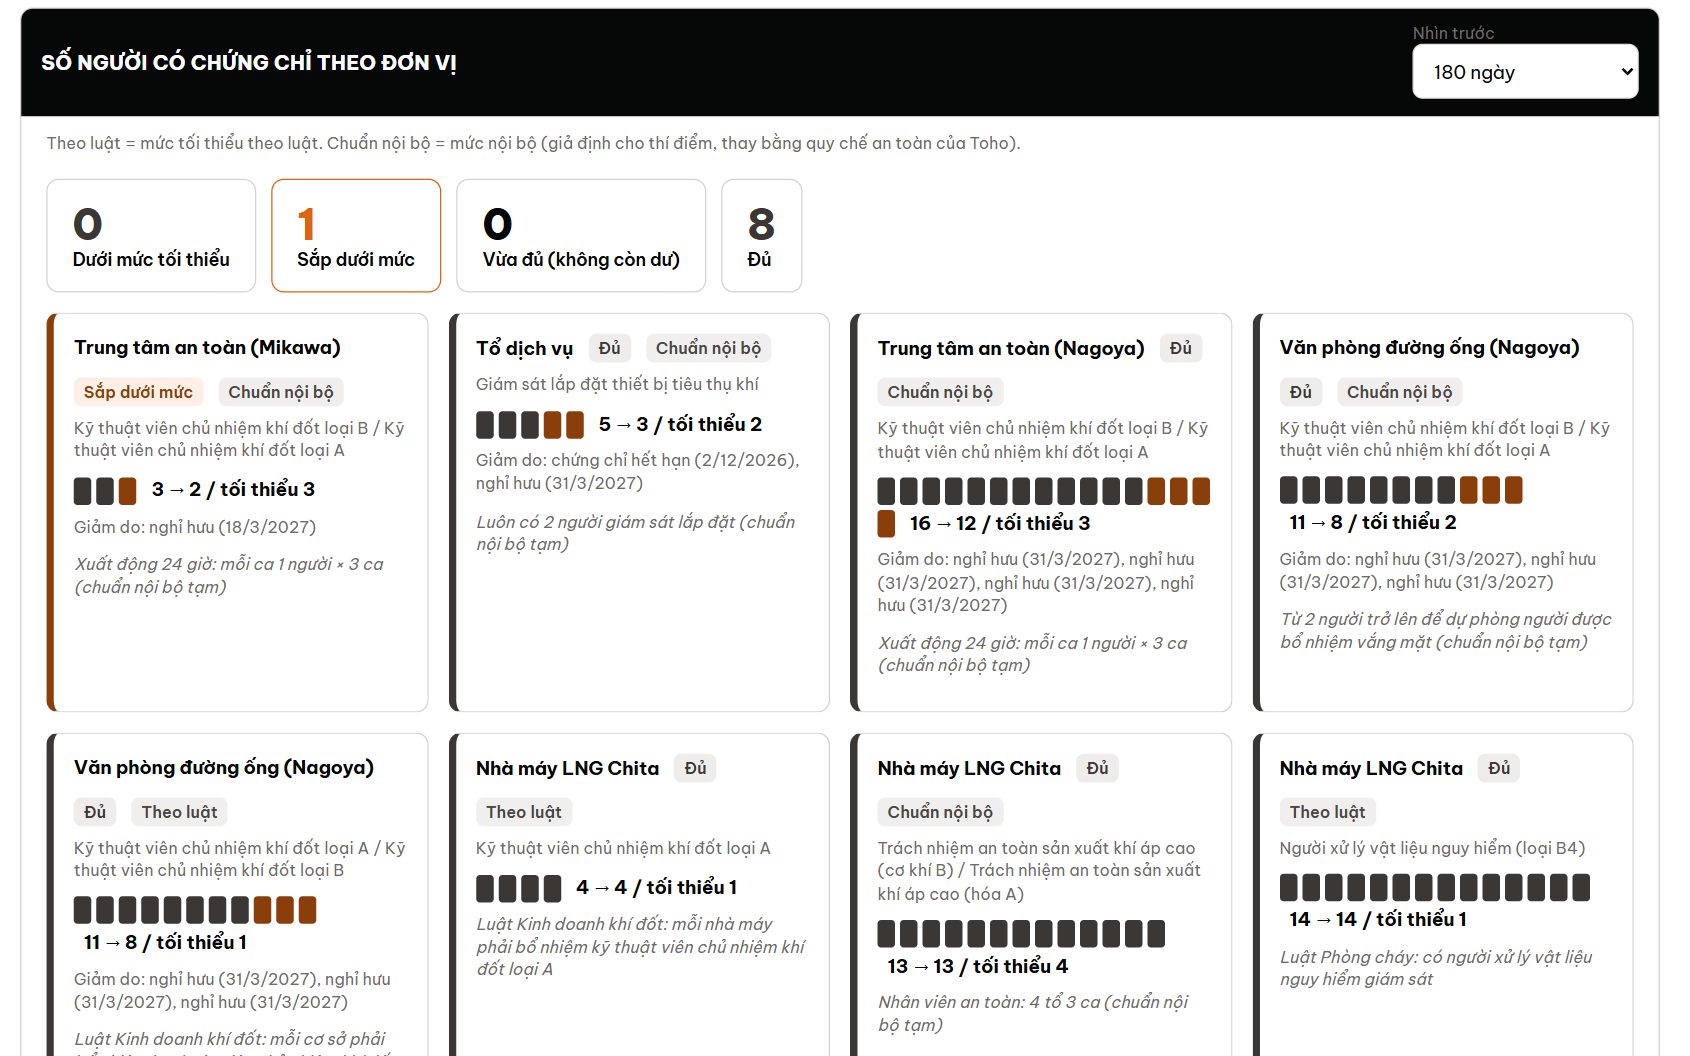 SỐ NGƯỜI CÓ CHỨNG CHỈ THEO ĐƠN VỊ
Nhìn trước
180 ngày
Theo luật = mức tối thiểu theo luật. Chuẩn nội bộ = mức nội bộ (giả định cho thí điểm, thay bằng quy chế an toàn của Toho).
0
Dưới mức tối thiểu
1
Sắp dưới mức
0
Vừa đủ (không còn dư)
8
Đủ
Trung tâm an toàn (Mikawa)
Sắp dưới mức
Chuẩn nội bộ
Kỹ thuật viên chủ nhiệm khí đốt loại B / Kỹ
thuật viên chủ nhiệm khí đốt loại A
3 → 2 / tối thiểu 3
Giảm do: nghỉ hưu (18/3/2027)
Xuất động 24 giờ: mỗi ca 1 người × 3 ca
(chuẩn nội bộ tạm)
Tổ dịch vụ
Đủ
Chuẩn nội bộ
Giám sát lắp đặt thiết bị tiêu thụ khí
5 → 3 / tối thiểu 2
Giảm do: chứng chỉ hết hạn (2/12/2026),
nghỉ hưu (31/3/2027)
Luôn có 2 người giám sát lắp đặt (chuẩn
nội bộ tạm)
Trung tâm an toàn (Nagoya)
Đủ
Chuẩn nội bộ
Kỹ thuật viên chủ nhiệm khí đốt loại B / Kỹ
thuật viên chủ nhiệm khí đốt loại A
16 → 12 / tối thiểu 3
Giảm do: nghỉ hưu (31/3/2027), nghỉ hưu
(31/3/2027), nghỉ hưu (31/3/2027), nghỉ
hưu (31/3/2027)
Xuất động 24 giờ: mỗi ca 1 người × 3 ca
(chuẩn nội bộ tạm)
Văn phòng đường ống (Nagoya)
Đủ
Chuẩn nội bộ
Kỹ thuật viên chủ nhiệm khí đốt loại B / Kỹ
thuật viên chủ nhiệm khí đốt loại A
11 → 8 / tối thiểu 2
Giảm do: nghỉ hưu (31/3/2027), nghỉ hưu
(31/3/2027), nghỉ hưu (31/3/2027)
Từ 2 người trở lên để dự phòng người được
bổ nhiệm vắng mặt (chuẩn nội bộ tạm)
Văn phòng đường ống (Nagoya)
Đủ
Theo luật
Kỹ thuật viên chủ nhiệm khí đốt loại A / Kỹ
thuật viên chủ nhiệm khí đốt loại B
11 → 8 / tối thiểu 1
Giảm do: nghỉ hưu (31/3/2027), nghỉ hưu
(31/3/2027), nghỉ hưu (31/3/2027)
Luật Kinh doanh khí đốt: mỗi cơ sở phải
Nhà máy LNG Chita
Đủ
Theo luật
Kỹ thuật viên chủ nhiệm khí đốt loại A
4 → 4 / tối thiểu 1
Luật Kinh doanh khí đốt: mỗi nhà máy
phải bổ nhiệm kỹ thuật viên chủ nhiệm khí
đốt loại A
Nhà máy LNG Chita
Đủ
Chuẩn nội bộ
Trách nhiệm an toàn sản xuất khí áp cao
(cơ khí B) / Trách nhiệm an toàn sản xuất
khí áp cao (hóa A)
13 → 13 / tối thiểu 4
Nhân viên an toàn: 4 tổ 3 ca (chuẩn nội
bộ tạm)
Nhà máy LNG Chita
Đủ
Theo luật
Người xử lý vật liệu nguy hiểm (loại B4)
14 → 14 / tối thiểu 1
Luật Phòng cháy: có người xử lý vật liệu
nguy hiểm giám sát